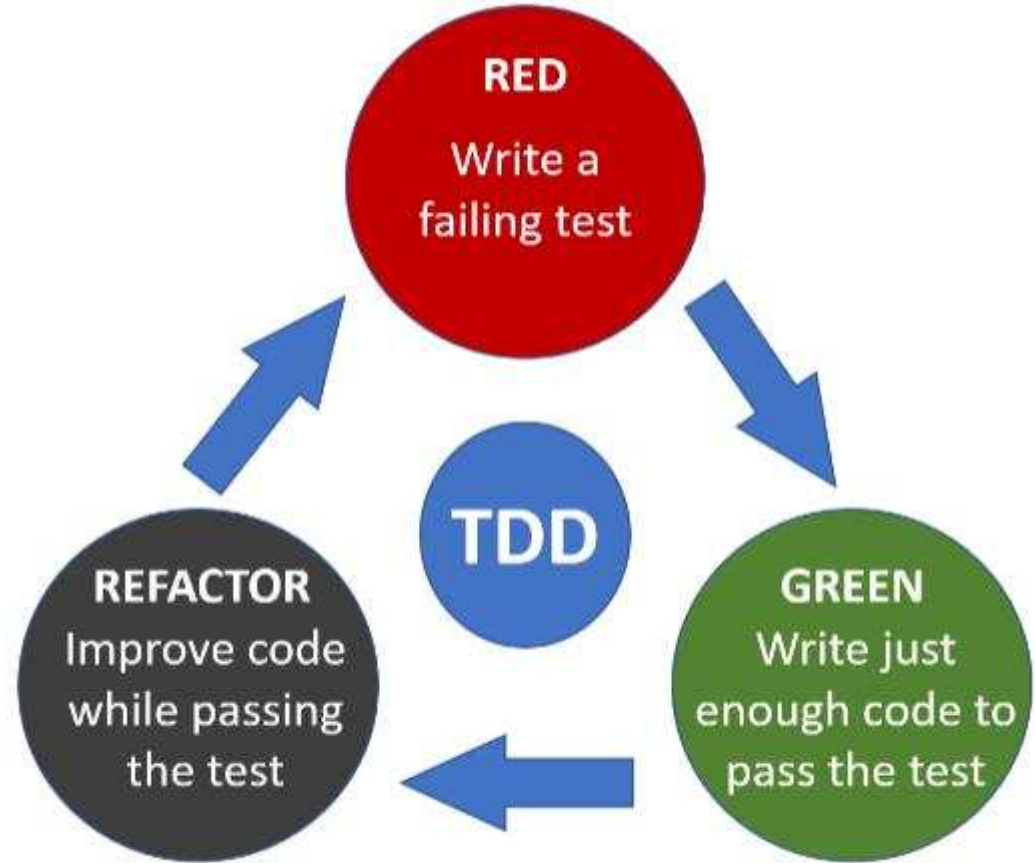 RED
Write a
failing test
TDD
REFACTOR
Improve code
while passing
the test
GREEN
Write just
enough code to
pass the test